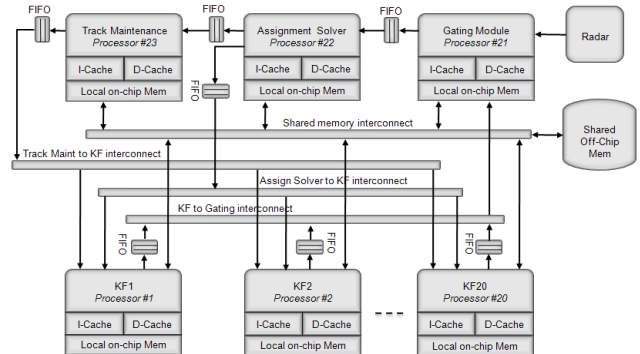 FIFO
FIFO
FIFO
Track Maintenance
Processor #23
Assignment Solver
Processor #22
Gating Module
Processor #21
Radar
I-Cache
D-Cache
I-Cache
D-Cache
I-Cache
D-Cache
Local on-chip Mem
Local on-chip Mem
Local on-chip Mem
FIFO
Shared memory interconnect
Shared
Off-Chip
Mem
Track Maint to KF interconnect
Assign Solver to KF interconnect
KF to Gating interconnect
FIFO
FIFO
FIFO
KF1
Processor #1
KF2
Processor #2
KF20
Processor #20
I-Cache
D-Cache
I-Cache
D-Cache
I-Cache
D-Cache
Local on-chip Mem
Local on-chip Mem
Local on-chip Mem